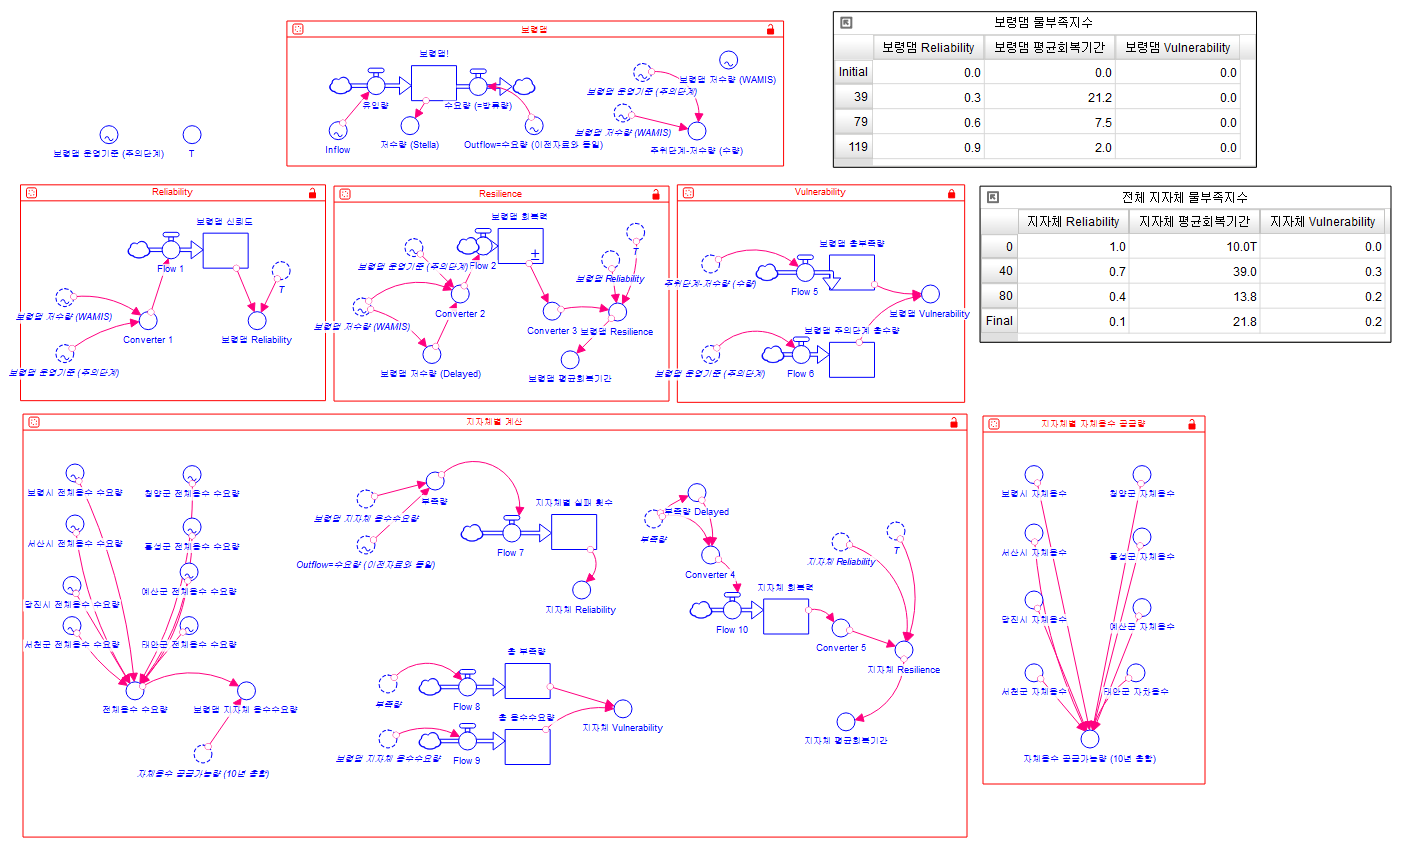 보령댐
보령댐!
유입량
수요량 (=방류량)
Inflow
저수량 (Stella)
Outflow=수요량 (이전자료와 동일)
보령댐 저수량 (WAMIS)
보령댐 운영기준 (주의단계)
보령댐 저수량 (WAMIS)
주위단계-저수량 (수량)
보령댐 운영기준 (주의단계)
T
보령댐 물부족지수
보령댐 Reliability 보령댐 평균회복기간 보령댐 Vulnerability
Initial 0.0 0.0 0.0
39 0.3 21.2 0.0
79 0.6 7.5 0.0
119 0.9 2.0 0.0
Reliability
보령댐 신뢰도
Flow 1
T
보령댐 저수량 (WAMIS)
Converter 1
보령댐 Reliability
보령댐 운영기준 (주의단계)
Resilience
보령댐 회복력
T
보령댐 운영기준 (주의단계)
Flow 2
보령댐 Reliability
보령댐 저수량 (WAMIS)
Converter 2
Converter 3
보령댐 Resilience
보령댐 저수량 (Delayed)
보령댐 평균회복기간
Vulnerability
보령댐 총부족량
주위단계-저수량 (수량)
Flow 5
보령댐 Vulnerability
보령댐 주의단계 총수량
보령댐 운영기준 (주의단계)
Flow 6
전체 지자체 물부족지수
지자체 Reliability 지자체 평균회복기간 지자체 Vulnerability
0 1.0 10.0T 0.0
40 0.7 39.0 0.3
80 0.4 13.8 0.2
Final 0.1 21.8 0.2
지자체별 계산
보령시 전체용수 수요량
청양군 전체용수 수요량
서산시 전체용수 수요량
홍성군 전체용수 수요량
당진시 전체용수 수요량
예산군 전체용수 수요량
서천군 전체용수 수요량
태안군 전체용수 수요량
전체용수 수요량
보령댐 지자체 용수수요량
자체용수 공급가능량 (10년 총합)
부족량
보령댐 지자체 용수수요량
지자체별 실패 횟수
Flow 7
Outflow=수요량 (이전자료와 동일)
지자체 Reliability
총 부족량
부족량
Flow 8
총 용수수요량
지자체 Vulnerability
보령댐 지자체 용수수요량
Flow 9
부족량 Delayed
부족량
Converter 4
지자체 Reliability
T
지자체 회복력
Flow 10
Converter 5
지자체 Resilience
지자체 평균회복기간
지자체별 자체용수 공급량
보령시 자체용수
청양군 자체용수
서산시 자체용수
홍성군 자체용수
당진시 자체용수
예산군 자체용수
서천군 자체용수
태안군 자차용수
자체용수 공급가능량 (10년 총합)